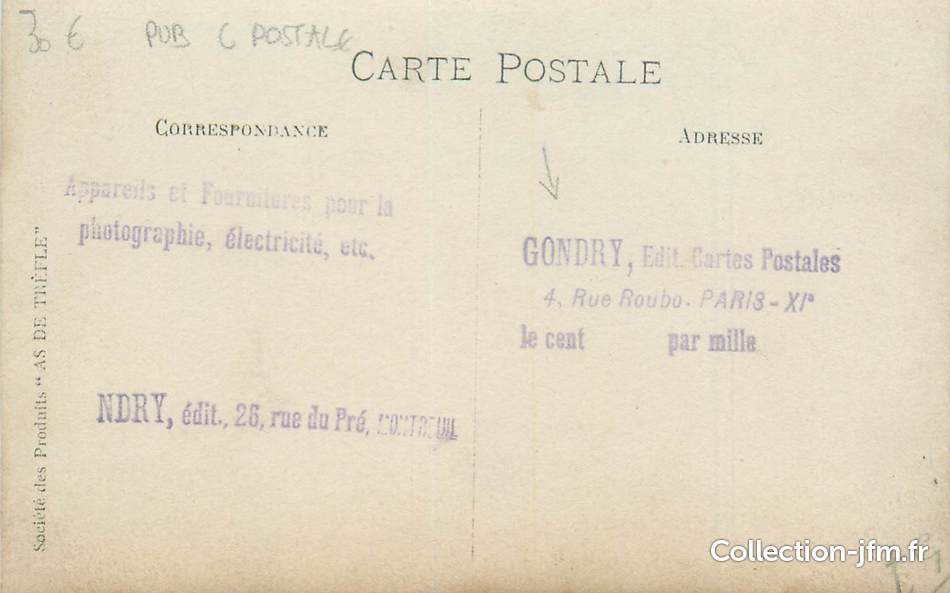 30 € PUB C POSTALE
CARTE POSTALE
CORRESPONDANCE
ADRESSE
Appareils et Fournitures pour la
photographie, électricité, etc.
GONDRY, Edit. Cartes Postales
4, Rue Roubo - PARIS - XIe
le cent par mille
NDRY, édit., 26, rue du Pré, MONTREUIL
Société des Produits "AS DE TRÈFLE"
Collection-jfm.fr